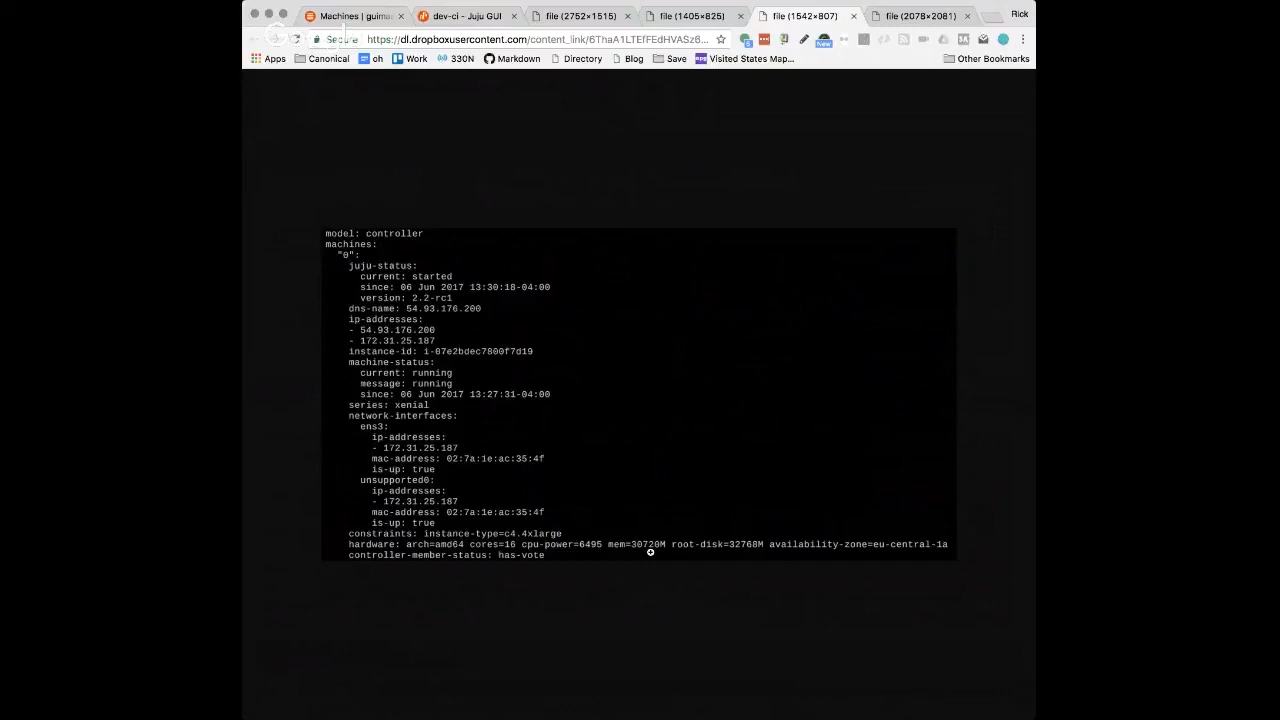 Machines | guima
dev-ci - Juju GUI
file (2752×1515)
file (1405×825)
file (1542×807)
file (2078×2081)
Rick
Secure
https://dl.dropboxusercontent.com/content_link/6ThaA1LTEfFEdHVASz6...
New
Apps
Canonical
oh
Work
330N
Markdown
Directory
Blog
Save
Visited States Map...
Other Bookmarks
model: controller
machines:
"0":
juju-status:
current: started
since: 06 Jun 2017 13:30:18-04:00
version: 2.2-rc1
dns-name: 54.93.176.200
ip-addresses:
- 54.93.176.200
- 172.31.25.187
instance-id: i-07e2bdec7800f7d19
machine-status:
current: running
message: running
since: 06 Jun 2017 13:27:31-04:00
series: xenial
network-interfaces:
ens3:
ip-addresses:
- 172.31.25.187
mac-address: 02:7a:1e:ac:35:4f
is-up: true
unsupported0:
ip-addresses:
- 172.31.25.187
mac-address: 02:7a:1e:ac:35:4f
is-up: true
constraints: instance-type=c4.4xlarge
hardware: arch=amd64 cores=16 cpu-power=6495 mem=30720M root-disk=32768M availability-zone=eu-central-1a
controller-member-status: has-vote